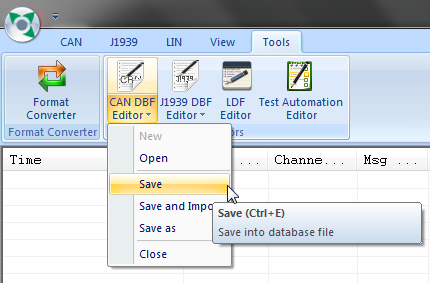 CAN J1939 LIN View Tools
Format
Converter
CAN DBF
Editor
J1939 DBF
Editor
LDF
Editor
Test Automation
Editor
Format Converter
ors
New
Open
Save
Save and Impo
Save as
Close
Time ... Channe... Msg ...
Save (Ctrl+E)
Save into database file